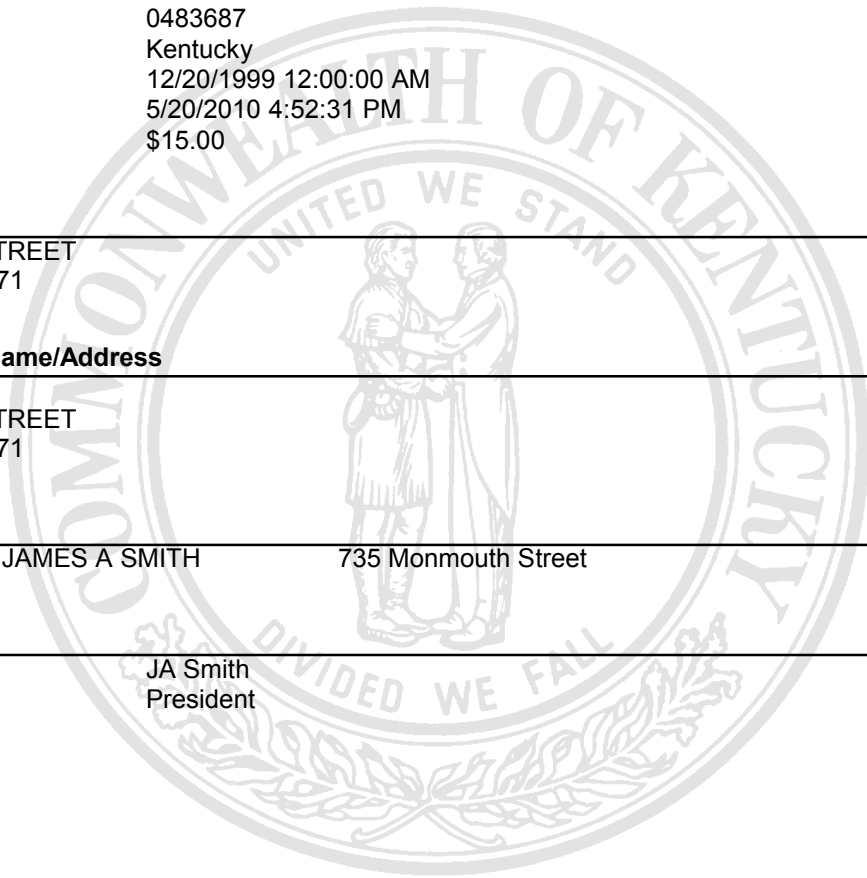 0483687
Kentucky
12/20/1999 12:00:00 AM
5/20/2010 4:52:31 PM
$15.00
TREET
71
ame/Address
TREET
71
JAMES A SMITH 735 Monmouth Street
JA Smith
President
COMMONWEALTH OF KENTUCKY
UNITED WE STAND
DIVIDED WE FALL